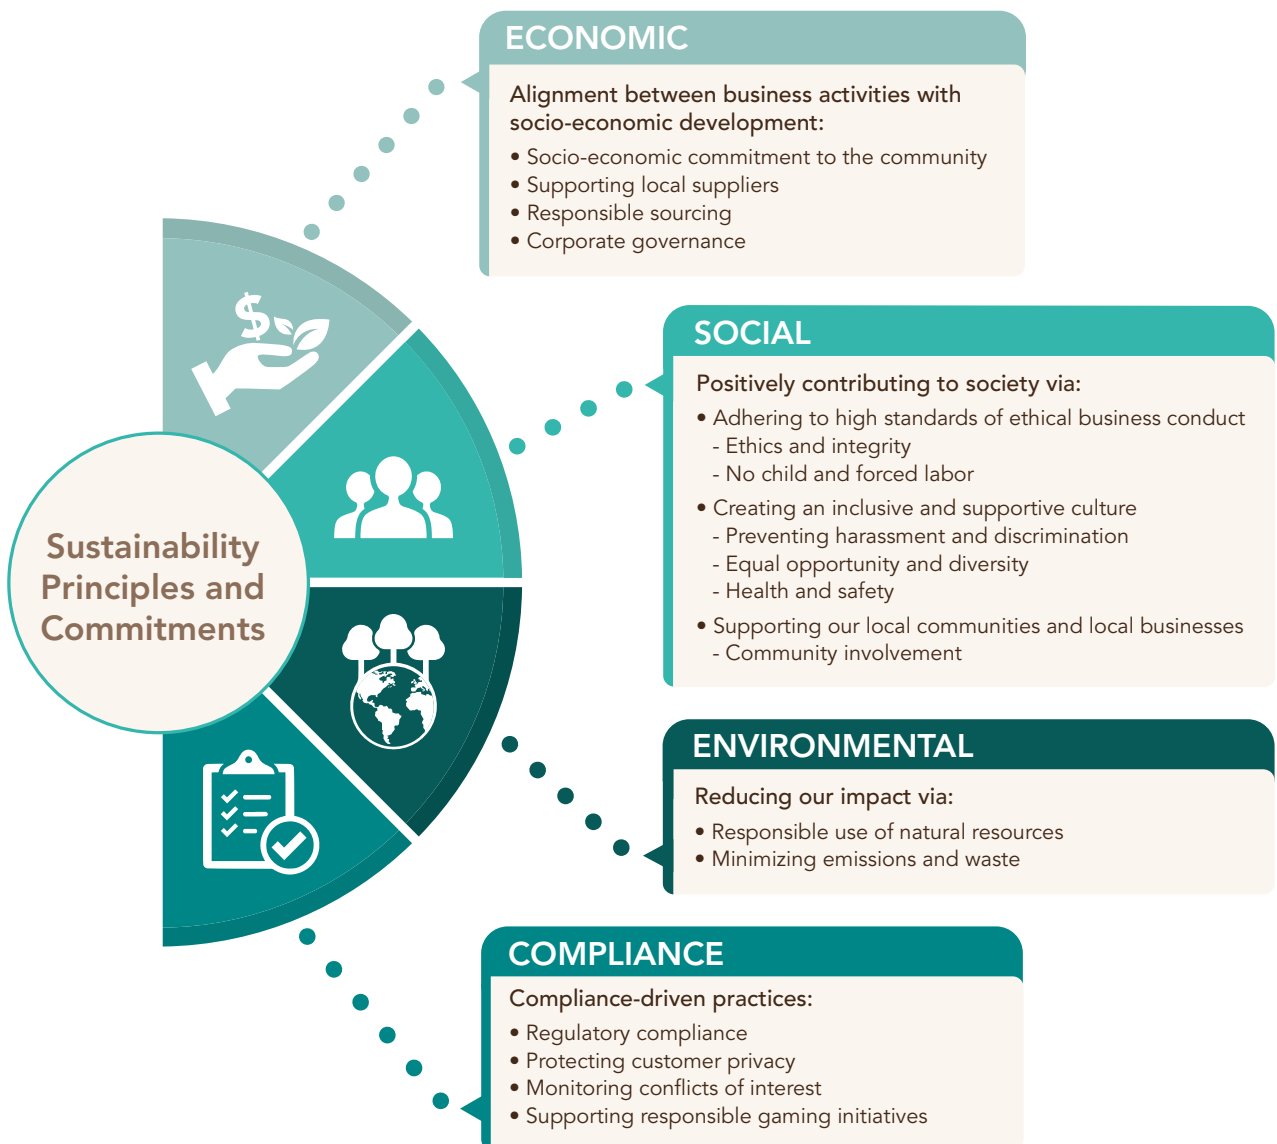 ECONOMIC
Alignment between business activities with
socio-economic development:
• Socio-economic commitment to the community
• Supporting local suppliers
• Responsible sourcing
• Corporate governance
$
SOCIAL
Positively contributing to society via:
• Adhering to high standards of ethical business conduct
- Ethics and integrity
- No child and forced labor
• Creating an inclusive and supportive culture
- Preventing harassment and discrimination
- Equal opportunity and diversity
- Health and safety
• Supporting our local communities and local businesses
- Community involvement
Sustainability
Principles and
Commitments
ENVIRONMENTAL
Reducing our impact via:
• Responsible use of natural resources
• Minimizing emissions and waste
COMPLIANCE
Compliance-driven practices:
• Regulatory compliance
• Protecting customer privacy
• Monitoring conflicts of interest
• Supporting responsible gaming initiatives